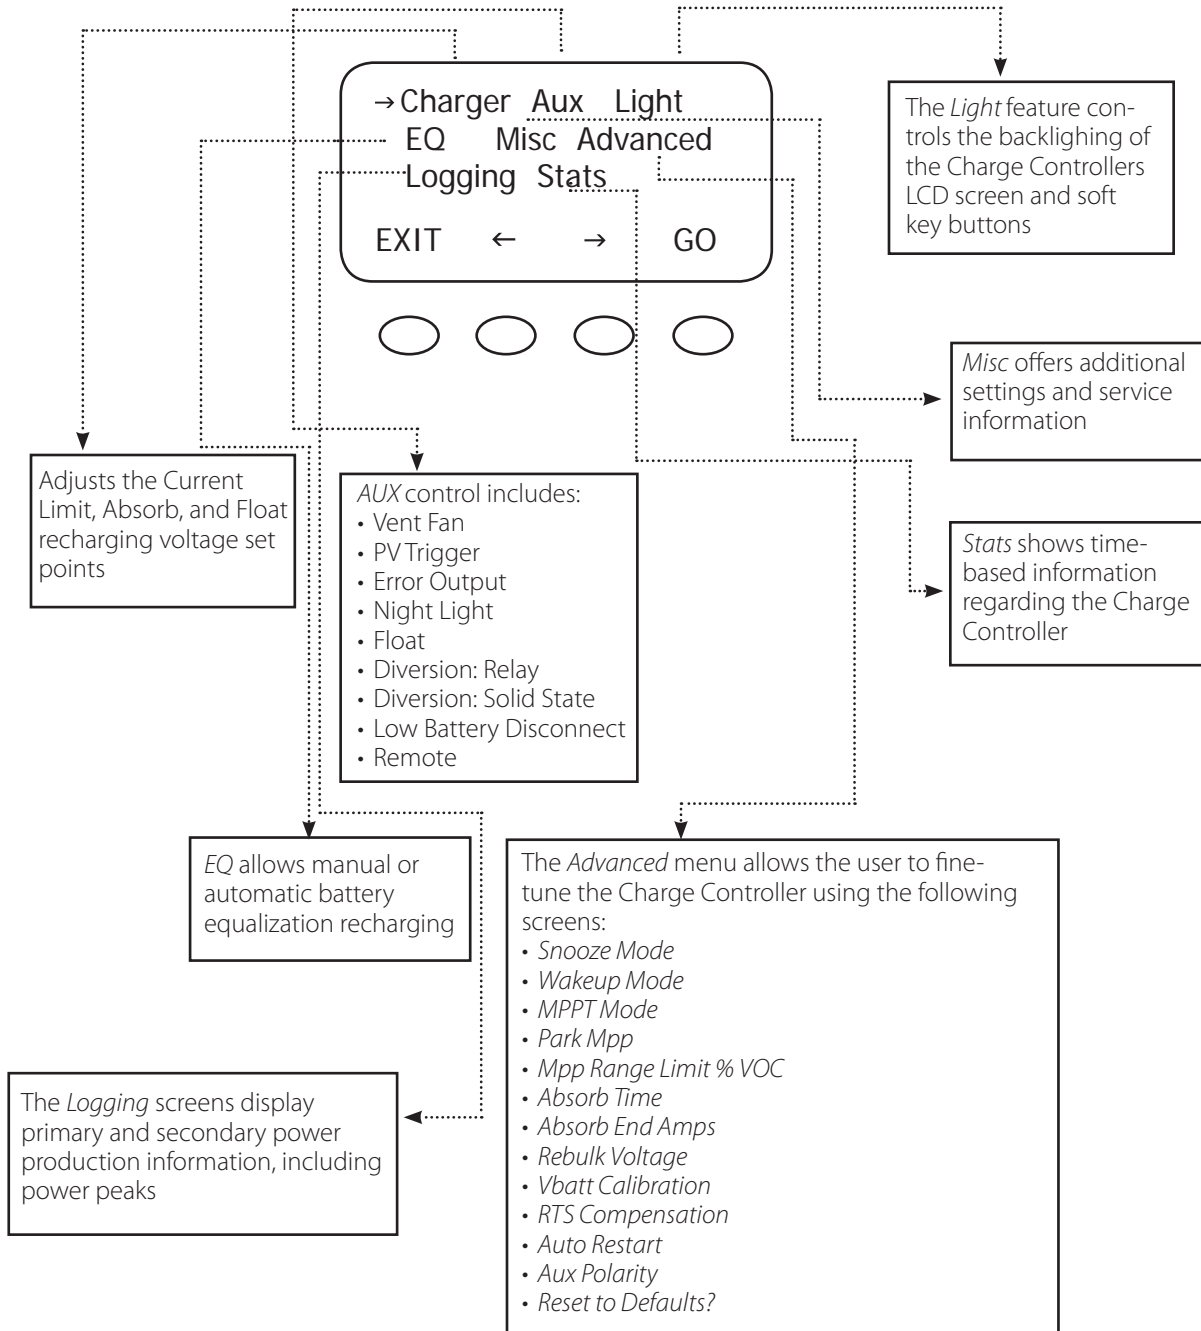 →Charger Aux Light
EQ Misc Advanced
Logging Stats
EXIT ← → GO
The Light feature con-
trols the backlighing of
the Charge Controllers
LCD screen and soft
key buttons
Misc offers additional
settings and service
information
Adjusts the Current
Limit, Absorb, and Float
recharging voltage set
points
AUX control includes:
• Vent Fan
• PV Trigger
• Error Output
• Night Light
• Float
• Diversion: Relay
• Diversion: Solid State
• Low Battery Disconnect
• Remote
Stats shows time-
based information
regarding the Charge
Controller
EQ allows manual or
automatic battery
equalization recharging
The Advanced menu allows the user to fine-
tune the Charge Controller using the following
screens:
• Snooze Mode
• Wakeup Mode
• MPPT Mode
• Park Mpp
• Mpp Range Limit % VOC
• Absorb Time
• Absorb End Amps
• Rebulk Voltage
• Vbatt Calibration
• RTS Compensation
• Auto Restart
• Aux Polarity
• Reset to Defaults?
The Logging screens display
primary and secondary power
production information, including
power peaks